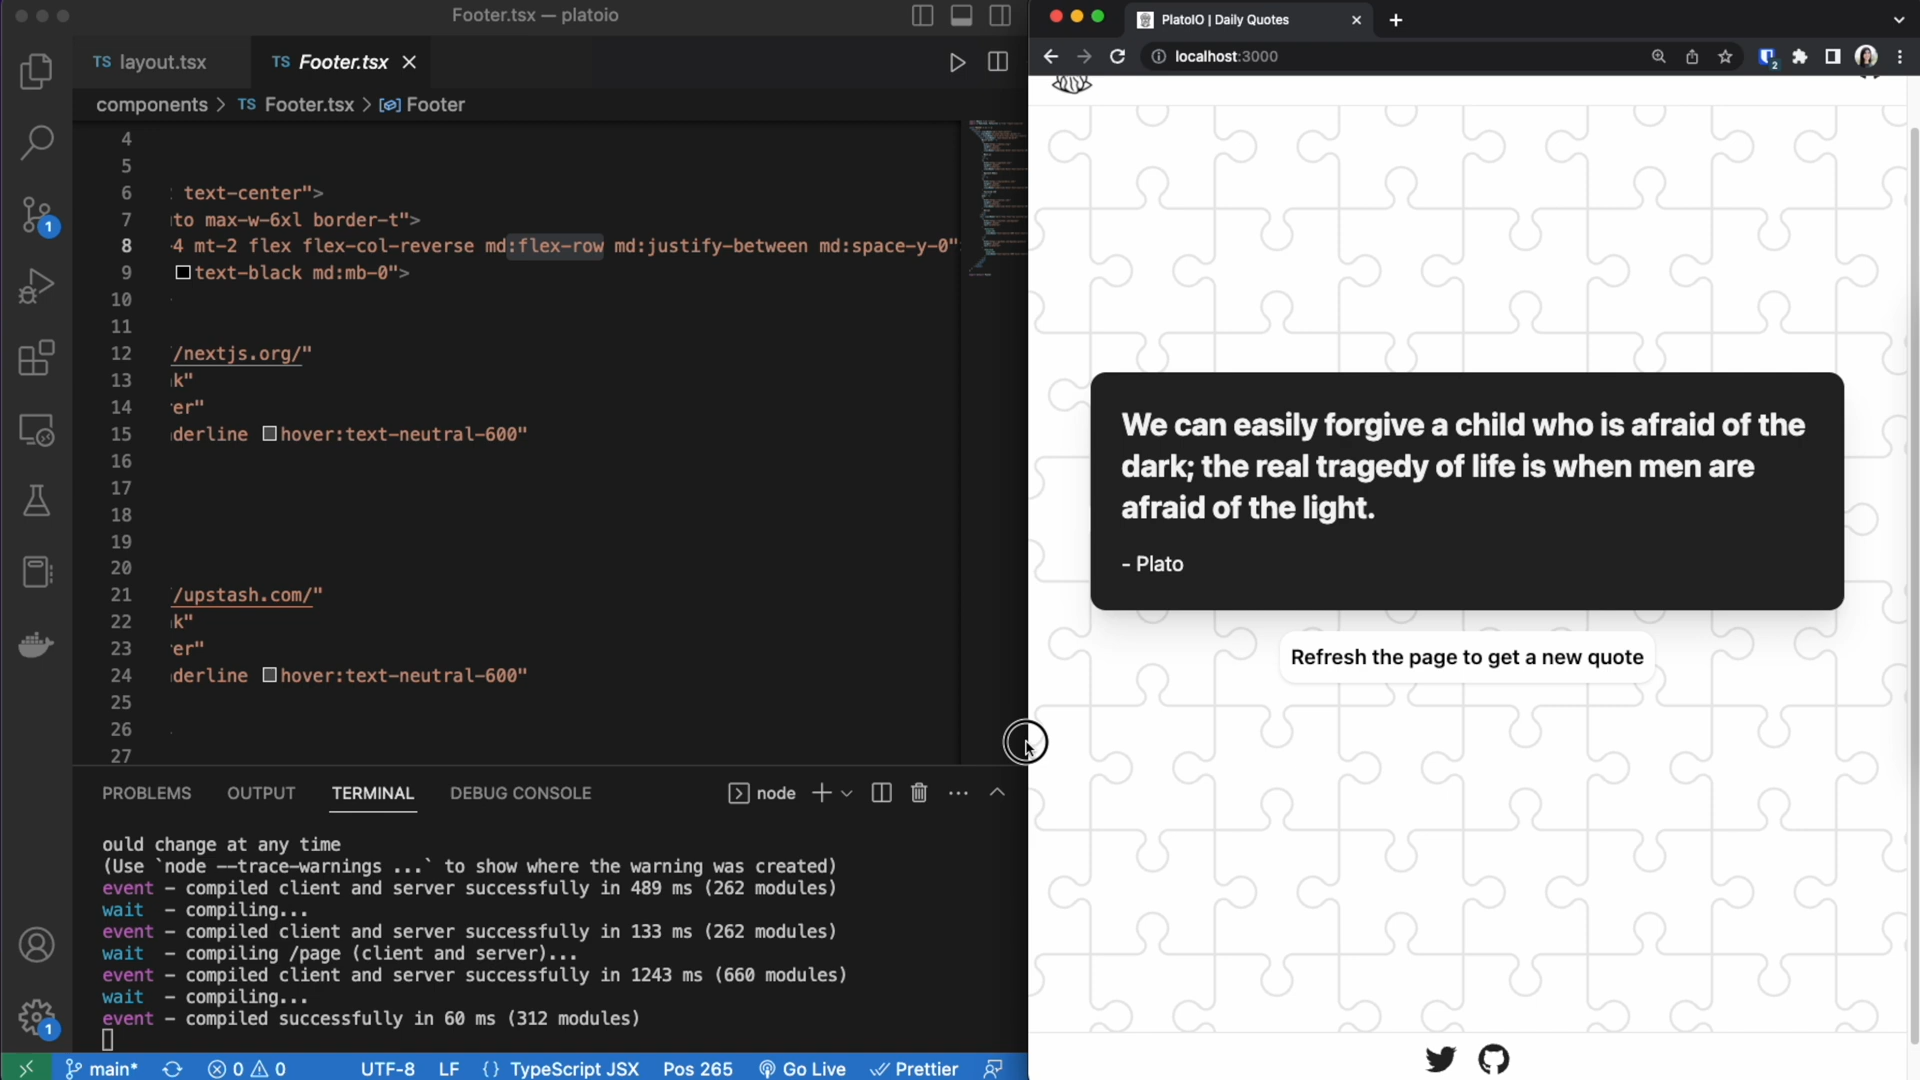 Footer.tsx — platoio
TS layout.tsx
TS Footer.tsx
components > TS Footer.tsx > Footer
4
5
6 text-center">
7 to max-w-6xl border-t">
8 -4 mt-2 flex flex-col-reverse md:flex-row md:justify-between md:space-y-0"
9 text-black md:mb-0">
10
11
12 /nextjs.org/"
13 k"
14 er"
15 derline hover:text-neutral-600"
16
17
18
19
20
21 /upstash.com/"
22 k"
23 er"
24 derline hover:text-neutral-600"
25
26
27
1
PROBLEMS OUTPUT TERMINAL DEBUG CONSOLE node
ould change at any time
(Use `node --trace-warnings ...` to show where the warning was created)
event - compiled client and server successfully in 489 ms (262 modules)
wait - compiling...
event - compiled client and server successfully in 133 ms (262 modules)
wait - compiling /page (client and server)...
event - compiled client and server successfully in 1243 ms (660 modules)
wait - compiling...
event - compiled successfully in 60 ms (312 modules)
1
main* 0 0 UTF-8 LF {} TypeScript JSX Pos 265 Go Live Prettier
PlatoIO | Daily Quotes
localhost:3000
2
We can easily forgive a child who is afraid of the
dark; the real tragedy of life is when men are
afraid of the light.
- Plato
Refresh the page to get a new quote